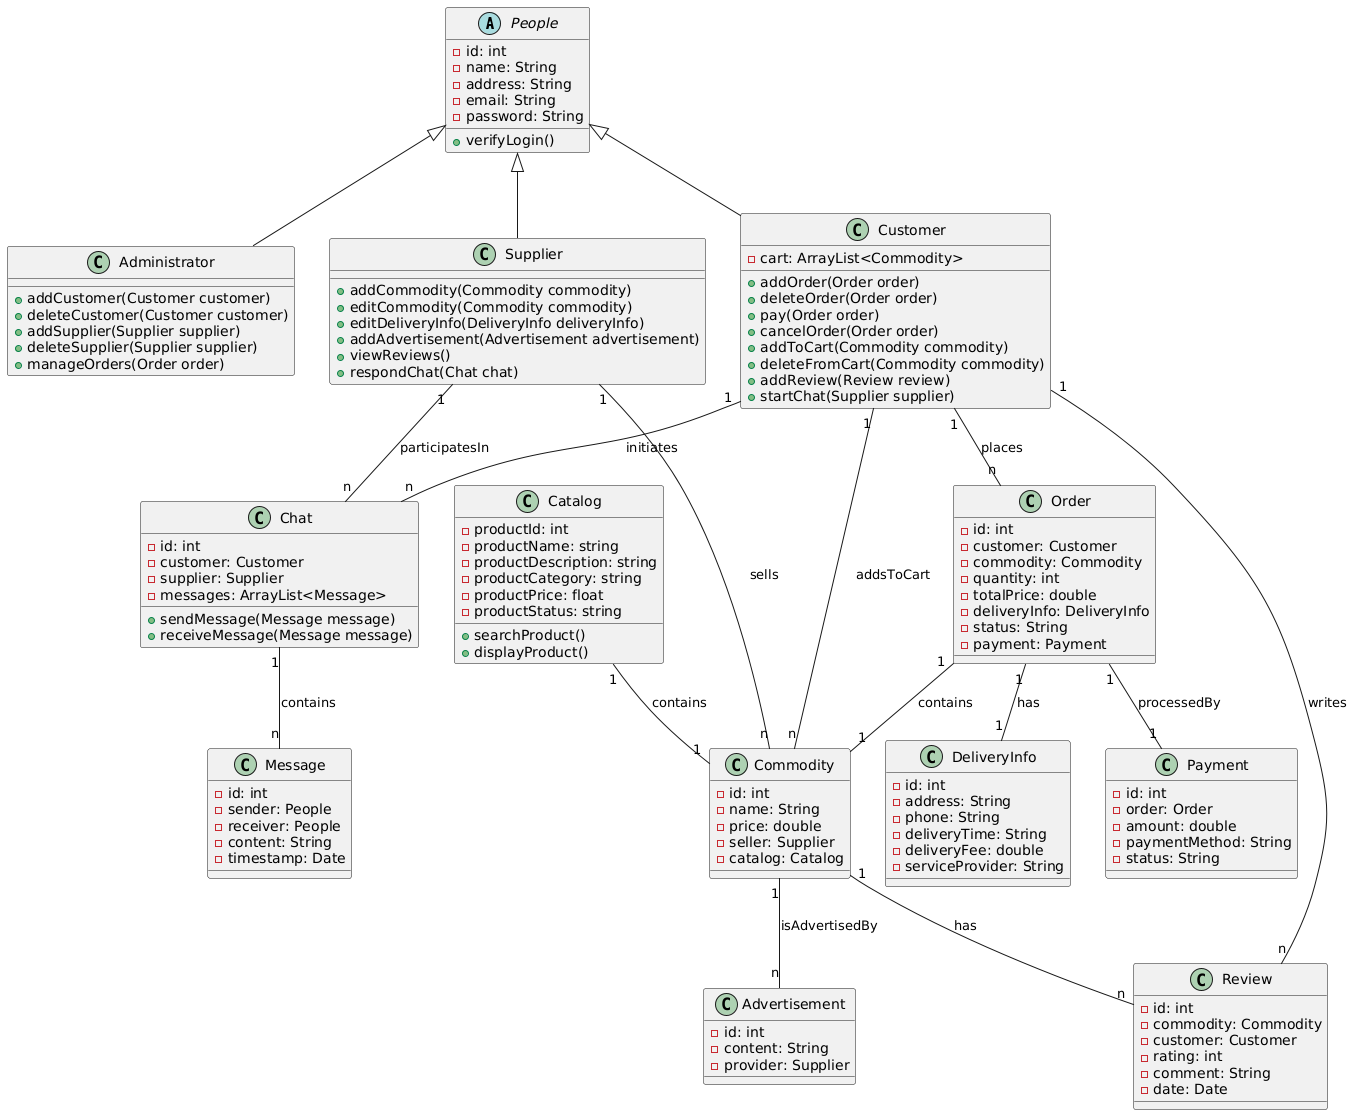 A People
id: int
name: String
address: String
email: String
password: String
verifyLogin()
C Administrator
addCustomer(Customer customer)
deleteCustomer(Customer customer)
addSupplier(Supplier supplier)
deleteSupplier(Supplier supplier)
manageOrders(Order order)
C Supplier
addCommodity(Commodity commodity)
editCommodity(Commodity commodity)
editDeliveryInfo(DeliveryInfo deliveryInfo)
addAdvertisement(Advertisement advertisement)
viewReviews()
respondChat(Chat chat)
C Customer
cart: ArrayList<Commodity>
addOrder(Order order)
deleteOrder(Order order)
pay(Order order)
cancelOrder(Order order)
addToCart(Commodity commodity)
deleteFromCart(Commodity commodity)
addReview(Review review)
startChat(Supplier supplier)
1
1
1
1
1
1
participatesIn
initiates
places
n
n
n
C Chat
id: int
customer: Customer
supplier: Supplier
messages: ArrayList<Message>
sendMessage(Message message)
receiveMessage(Message message)
C Catalog
productId: int
productName: string
productDescription: string
productCategory: string
productPrice: float
productStatus: string
searchProduct()
displayProduct()
sells
addsToCart
C Order
id: int
customer: Customer
commodity: Commodity
quantity: int
totalPrice: double
deliveryInfo: DeliveryInfo
status: String
payment: Payment
1
1
1
1
1
contains
contains
contains
has
processedBy
writes
n
1
n
n
1
1
1
C Message
id: int
sender: People
receiver: People
content: String
timestamp: Date
C Commodity
id: int
name: String
price: double
seller: Supplier
catalog: Catalog
C DeliveryInfo
id: int
address: String
phone: String
deliveryTime: String
deliveryFee: double
serviceProvider: String
C Payment
id: int
order: Order
amount: double
paymentMethod: String
status: String
1
1
isAdvertisedBy
has
n
n
n
C Advertisement
id: int
content: String
provider: Supplier
C Review
id: int
commodity: Commodity
customer: Customer
rating: int
comment: String
date: Date